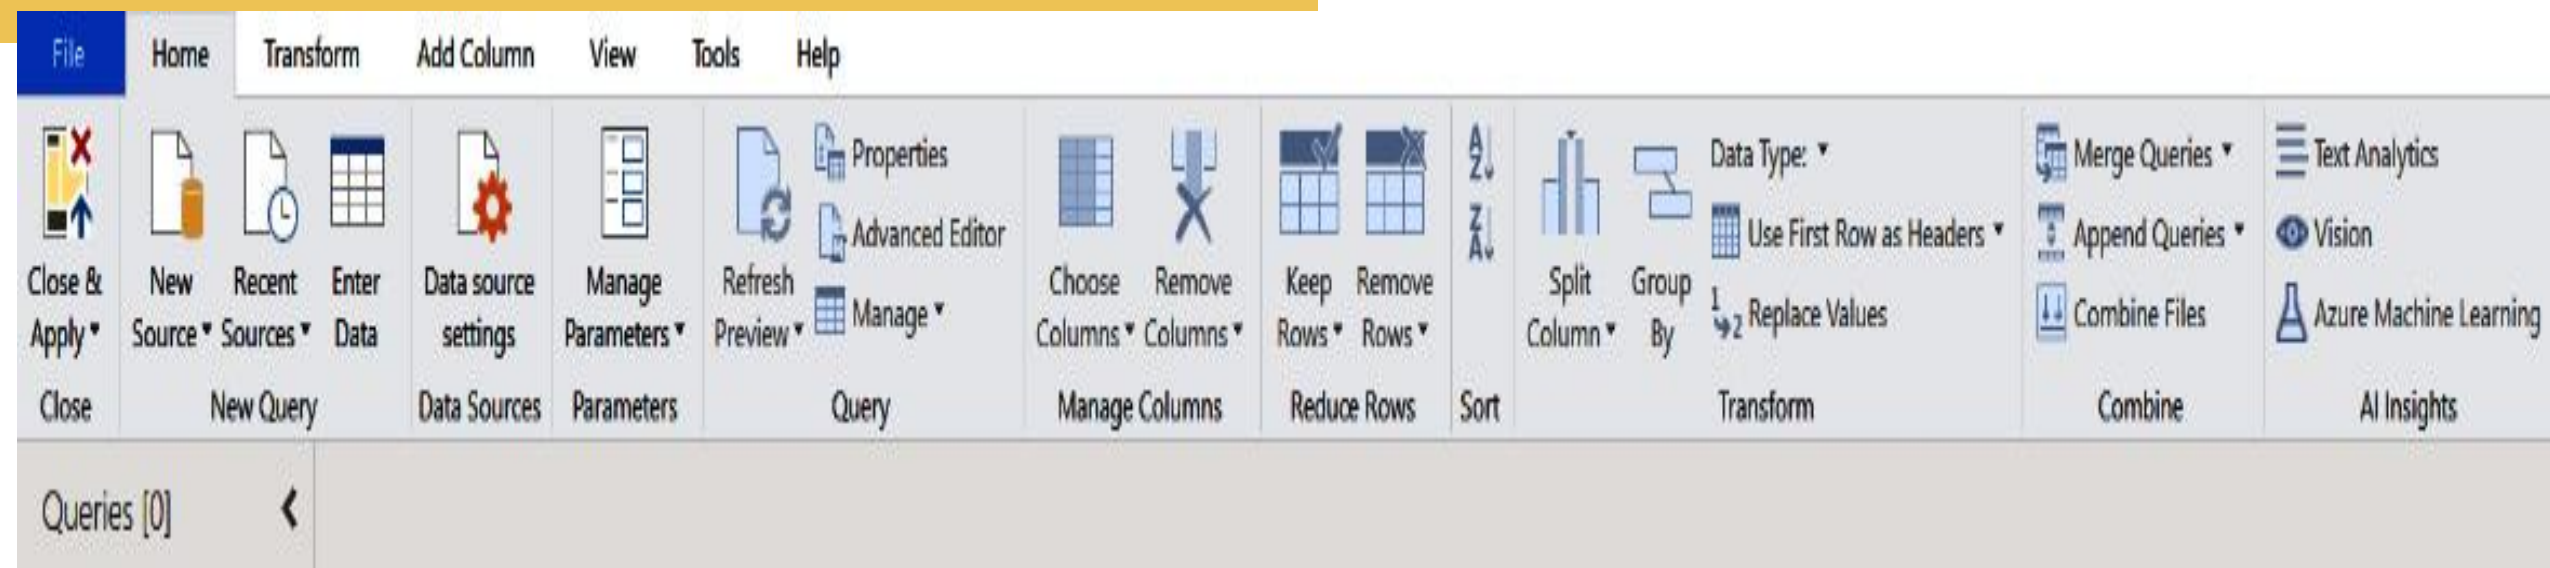 File Home Transform Add Column View Tools Help
Close & Apply
New Source
Recent Sources
Enter Data
Data source settings
Manage Parameters
Refresh Preview
Properties
Advanced Editor
Manage
Choose Columns
Remove Columns
Keep Rows
Remove Rows
A Z
Z A
Split Column
Group By
Data Type:
Use First Row as Headers
1 2 Replace Values
Merge Queries
Append Queries
Combine Files
Text Analytics
Vision
Azure Machine Learning
Close New Query Data Sources Parameters Query Manage Columns Reduce Rows Sort Transform Combine AI Insights
Queries [0]